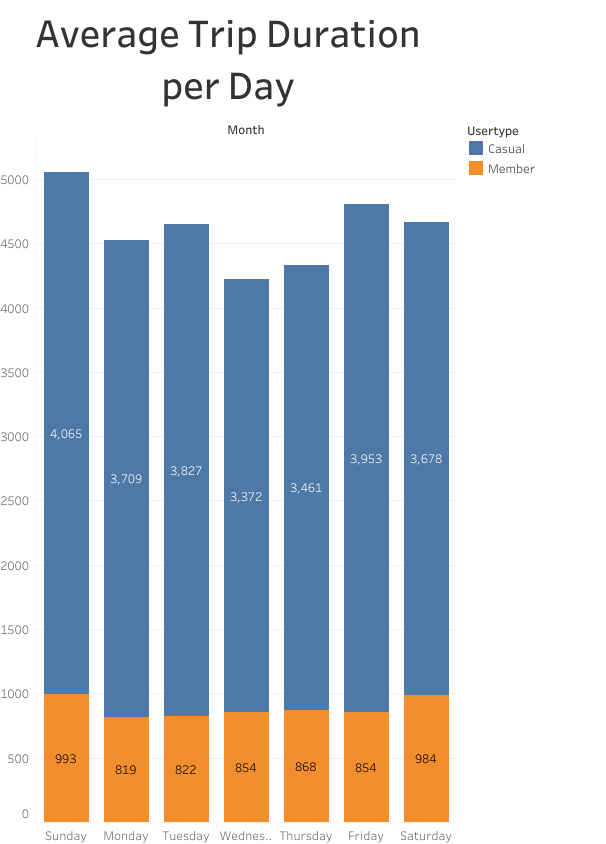 Average Trip Duration
per Day
Month
Usertype
Casual
Member
5000
4500
4000
3500
3000
2500
2000
1500
1000
500
0
4,065
3,709
3,827
3,372
3,461
3,953
3,678
993
819
822
854
868
854
984
Sunday
Monday
Tuesday
Wednes..
Thursday
Friday
Saturday